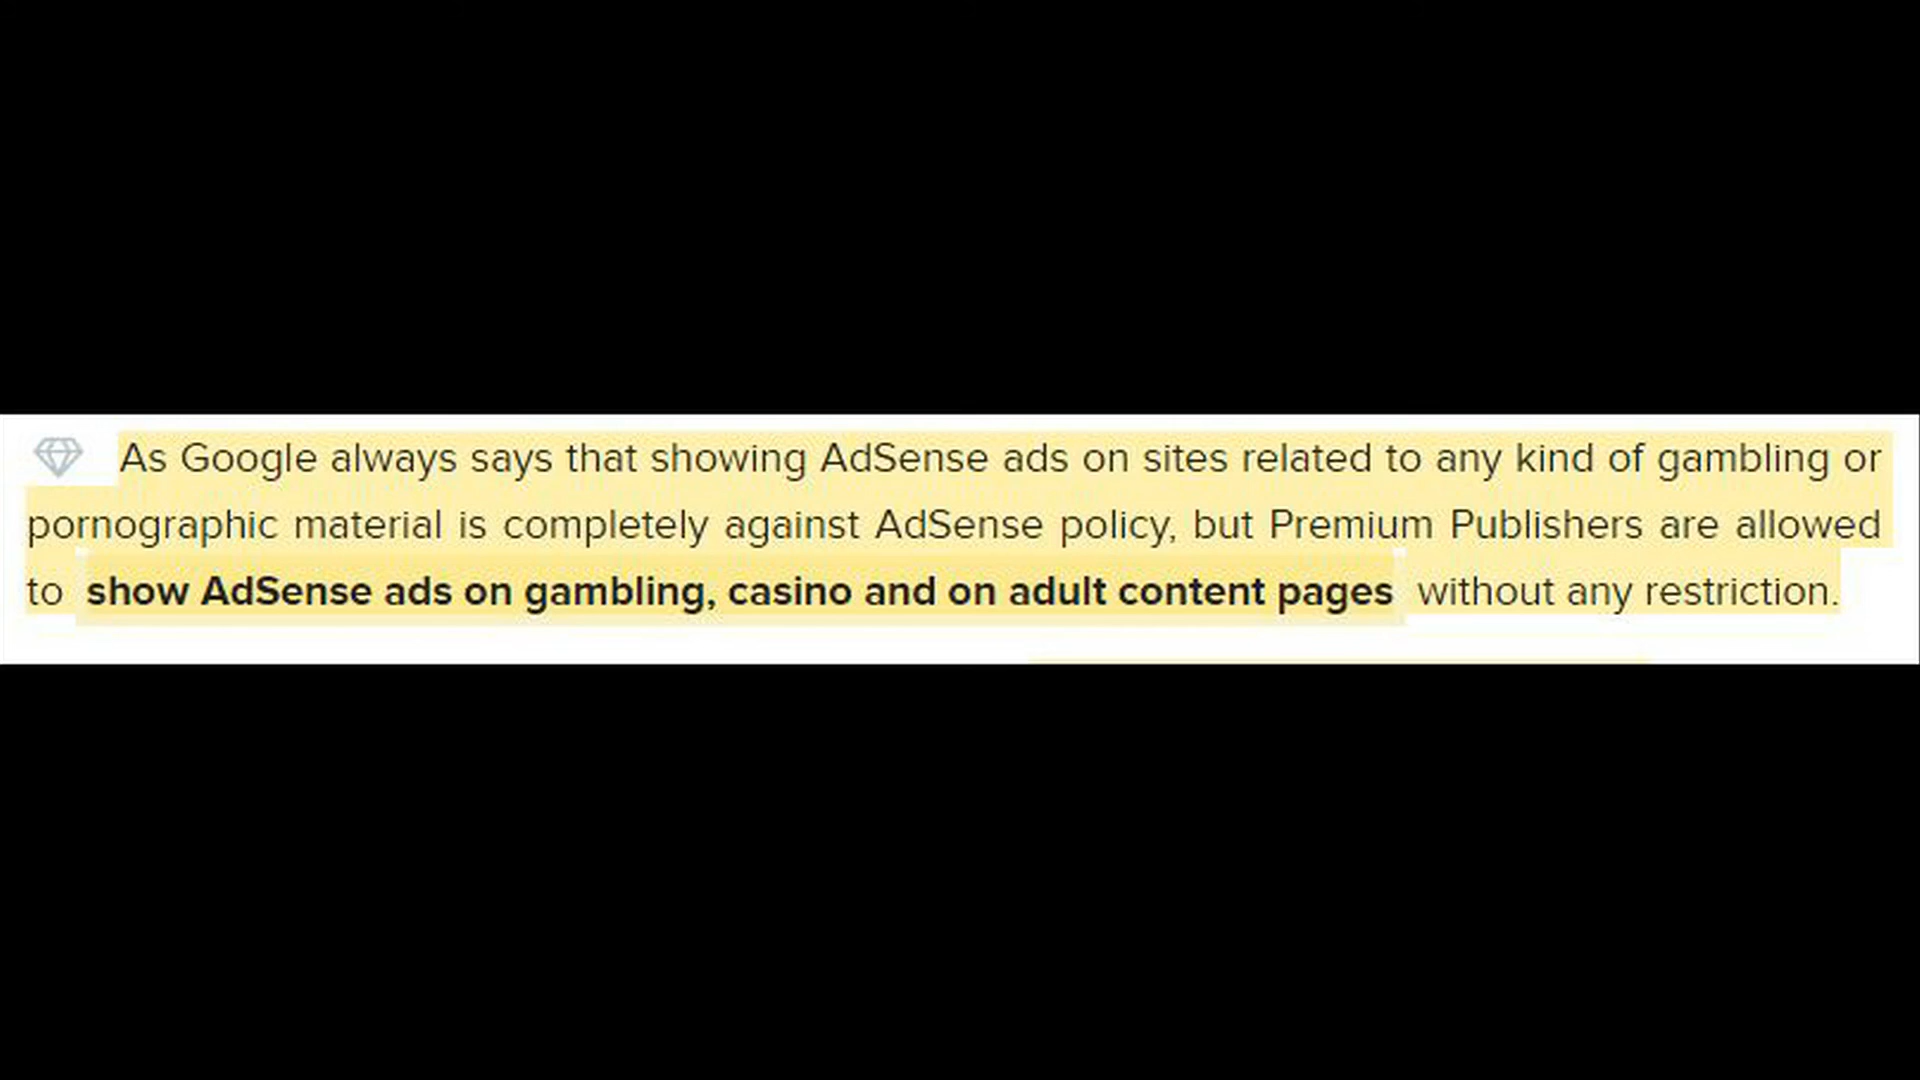 As Google always says that showing AdSense ads on sites related to any kind of gambling or
pornographic material is completely against AdSense policy, but Premium Publishers are allowed
to show AdSense ads on gambling, casino and on adult content pages without any restriction.